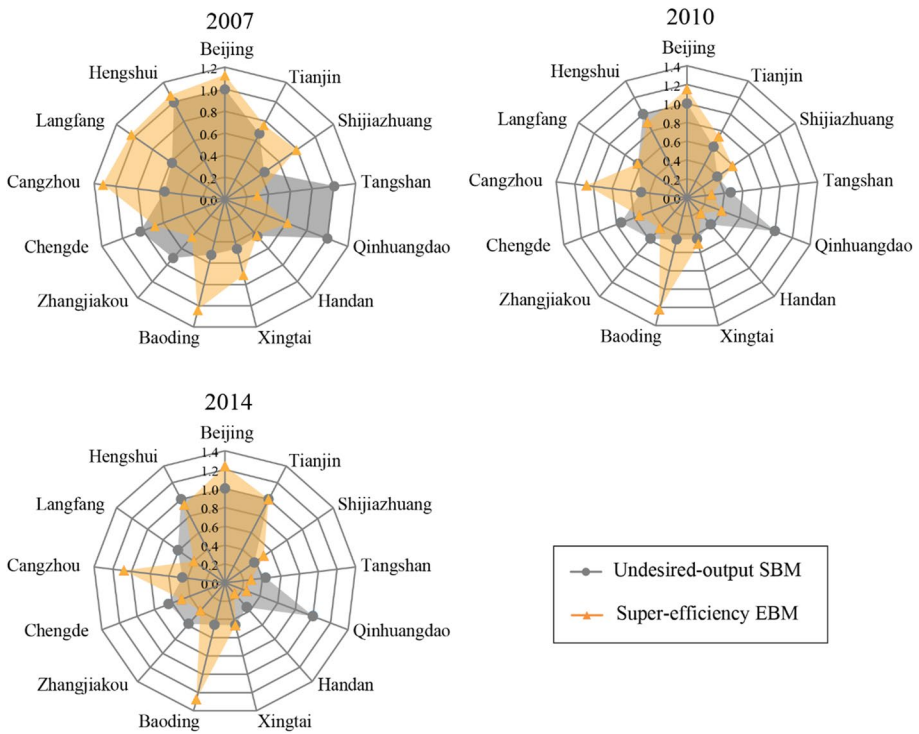 2007
Beijing
Tianjin
Shijiazhuang
Tangshan
Qinhuangdao
Handan
Xingtai
Baoding
Zhangjiakou
Chengde
Cangzhou
Langfang
Hengshui
1.2
1.0
0.8
0.6
0.4
0.2
0.0
2010
Beijing
Tianjin
Shijiazhuang
Tangshan
Qinhuangdao
Handan
Xingtai
Baoding
Zhangjiakou
Chengde
Cangzhou
Langfang
Hengshui
1.4
1.2
1.0
0.8
0.6
0.4
0.2
0.0
2014
Beijing
Tianjin
Shijiazhuang
Tangshan
Qinhuangdao
Handan
Xingtai
Baoding
Zhangjiakou
Chengde
Cangzhou
Langfang
Hengshui
1.4
1.2
1.0
0.8
0.6
0.4
0.2
0.0
Undesired-output SBM
Super-efficiency EBM